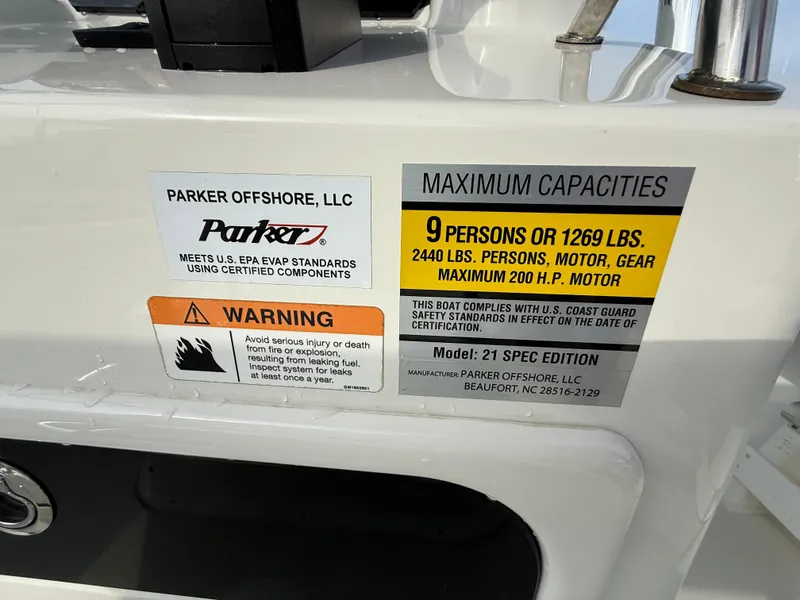 PARKER OFFSHORE, LLC
Parker®
MEETS U.S. EPA EVAP STANDARDS
USING CERTIFIED COMPONENTS
WARNING
Avoid serious injury or death
from fire or explosion,
resulting from leaking fuel.
Inspect system for leaks
at least once a year.
MAXIMUM CAPACITIES
9 PERSONS OR 1269 LBS.
2440 LBS. PERSONS, MOTOR, GEAR
MAXIMUM 200 H.P. MOTOR
THIS BOAT COMPLIES WITH U.S. COAST GUARD
SAFETY STANDARDS IN EFFECT ON THE DATE OF
CERTIFICATION.
Model: 21 SPEC EDITION
MANUFACTURER: PARKER OFFSHORE, LLC
BEAUFORT, NC 28516-2129